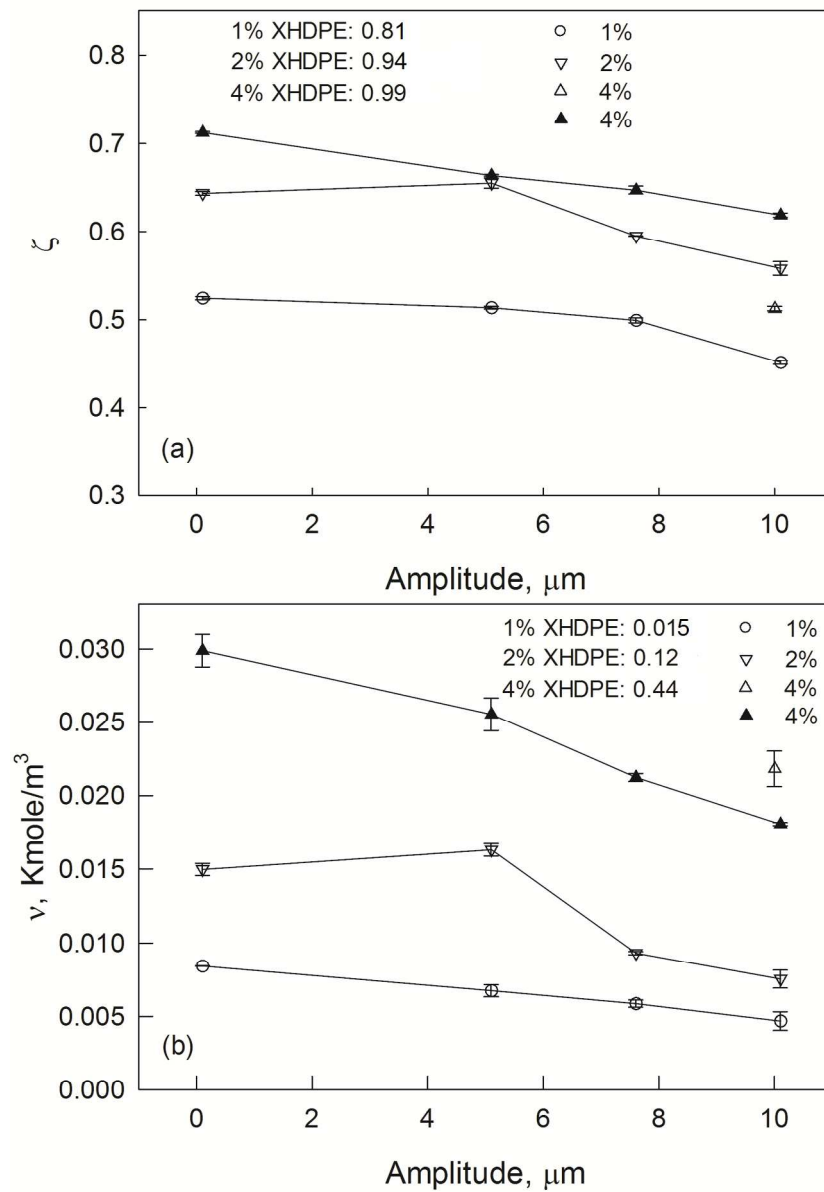 1% XHDPE: 0.81
2% XHDPE: 0.94
4% XHDPE: 0.99
1%
2%
4%
4%
0.8
0.7
0.6
0.5
0.4
0.3
ζ
(a)
0 2 4 6 8 10
Amplitude, μm
1% XHDPE: 0.015
2% XHDPE: 0.12
4% XHDPE: 0.44
1%
2%
4%
4%
0.030
0.025
0.020
0.015
0.010
0.005
0.000
ν, Kmole/m³
(b)
0 2 4 6 8 10
Amplitude, μm